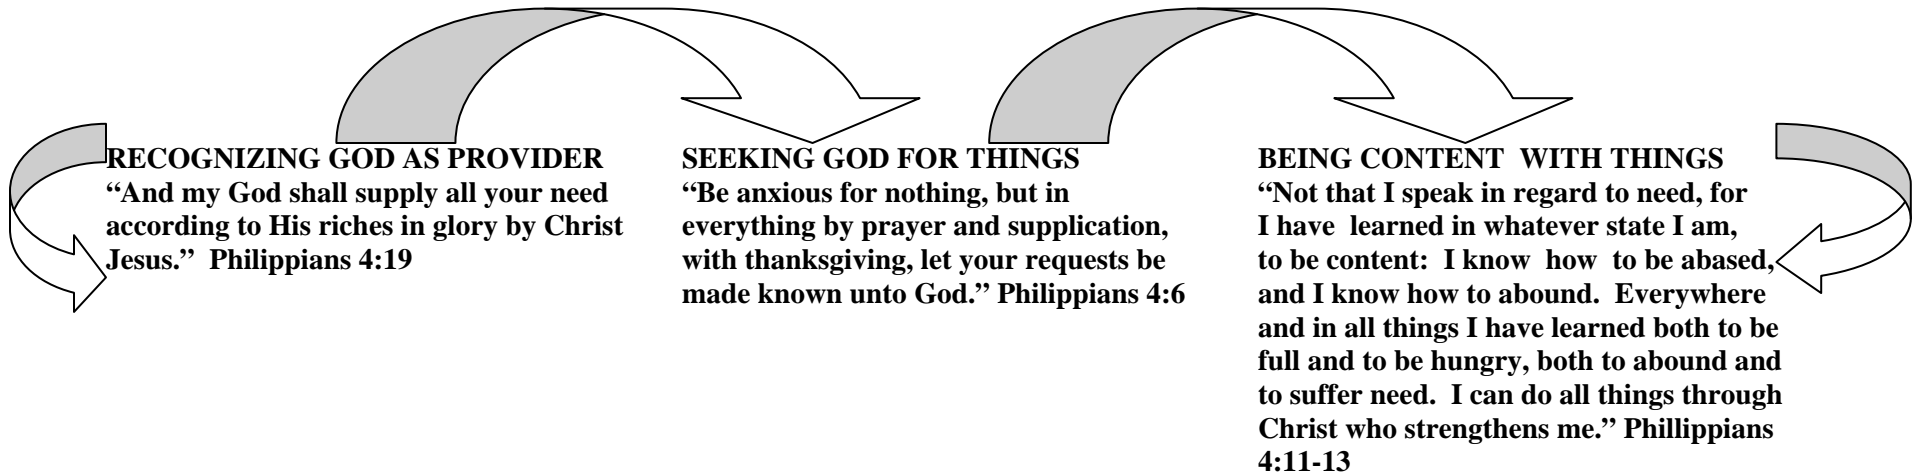 RECOGNIZING GOD AS PROVIDER
“And my God shall supply all your need
according to His riches in glory by Christ
Jesus.”  Philippians 4:19
SEEKING GOD FOR THINGS
“Be anxious for nothing, but in
everything by prayer and supplication,
with thanksgiving, let your requests be
made known unto God.” Philippians 4:6
BEING CONTENT  WITH THINGS
“Not that I speak in regard to need, for
I have  learned in whatever state I am,
to be content:  I know  how  to be abased,
and I know how to abound.  Everywhere
and in all things I have learned both to be
full and to be hungry, both to abound and
to suffer need.  I can do all things through
Christ who strengthens me.” Phillippians
4:11-13